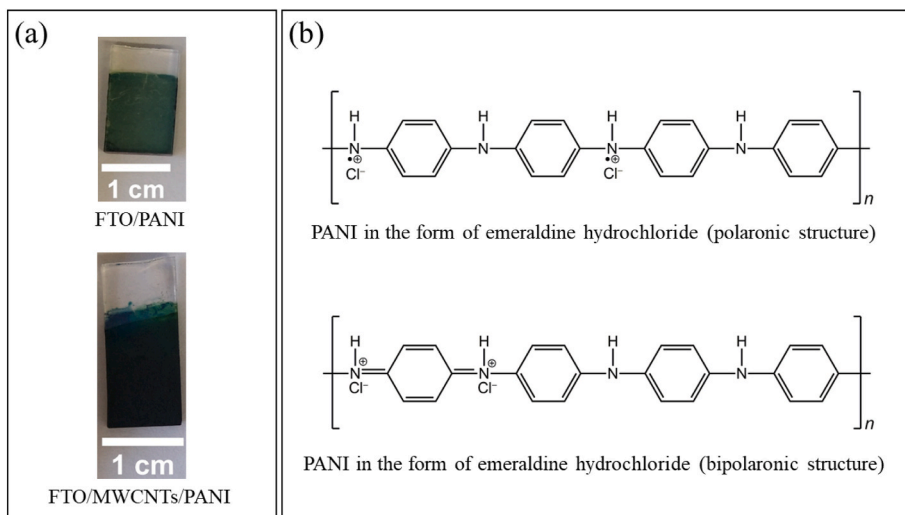 (a)
1 cm
FTO/PANI
1 cm
FTO/MWCNTs/PANI
(b)
H H H H
N N N N
•⊕ •⊕
Cl⁻ Cl⁻
n
PANI in the form of emeraldine hydrochloride (polaronic structure)
H H H H
⊕ ⊕
N N N N
Cl⁻ Cl⁻
n
PANI in the form of emeraldine hydrochloride (bipolaronic structure)